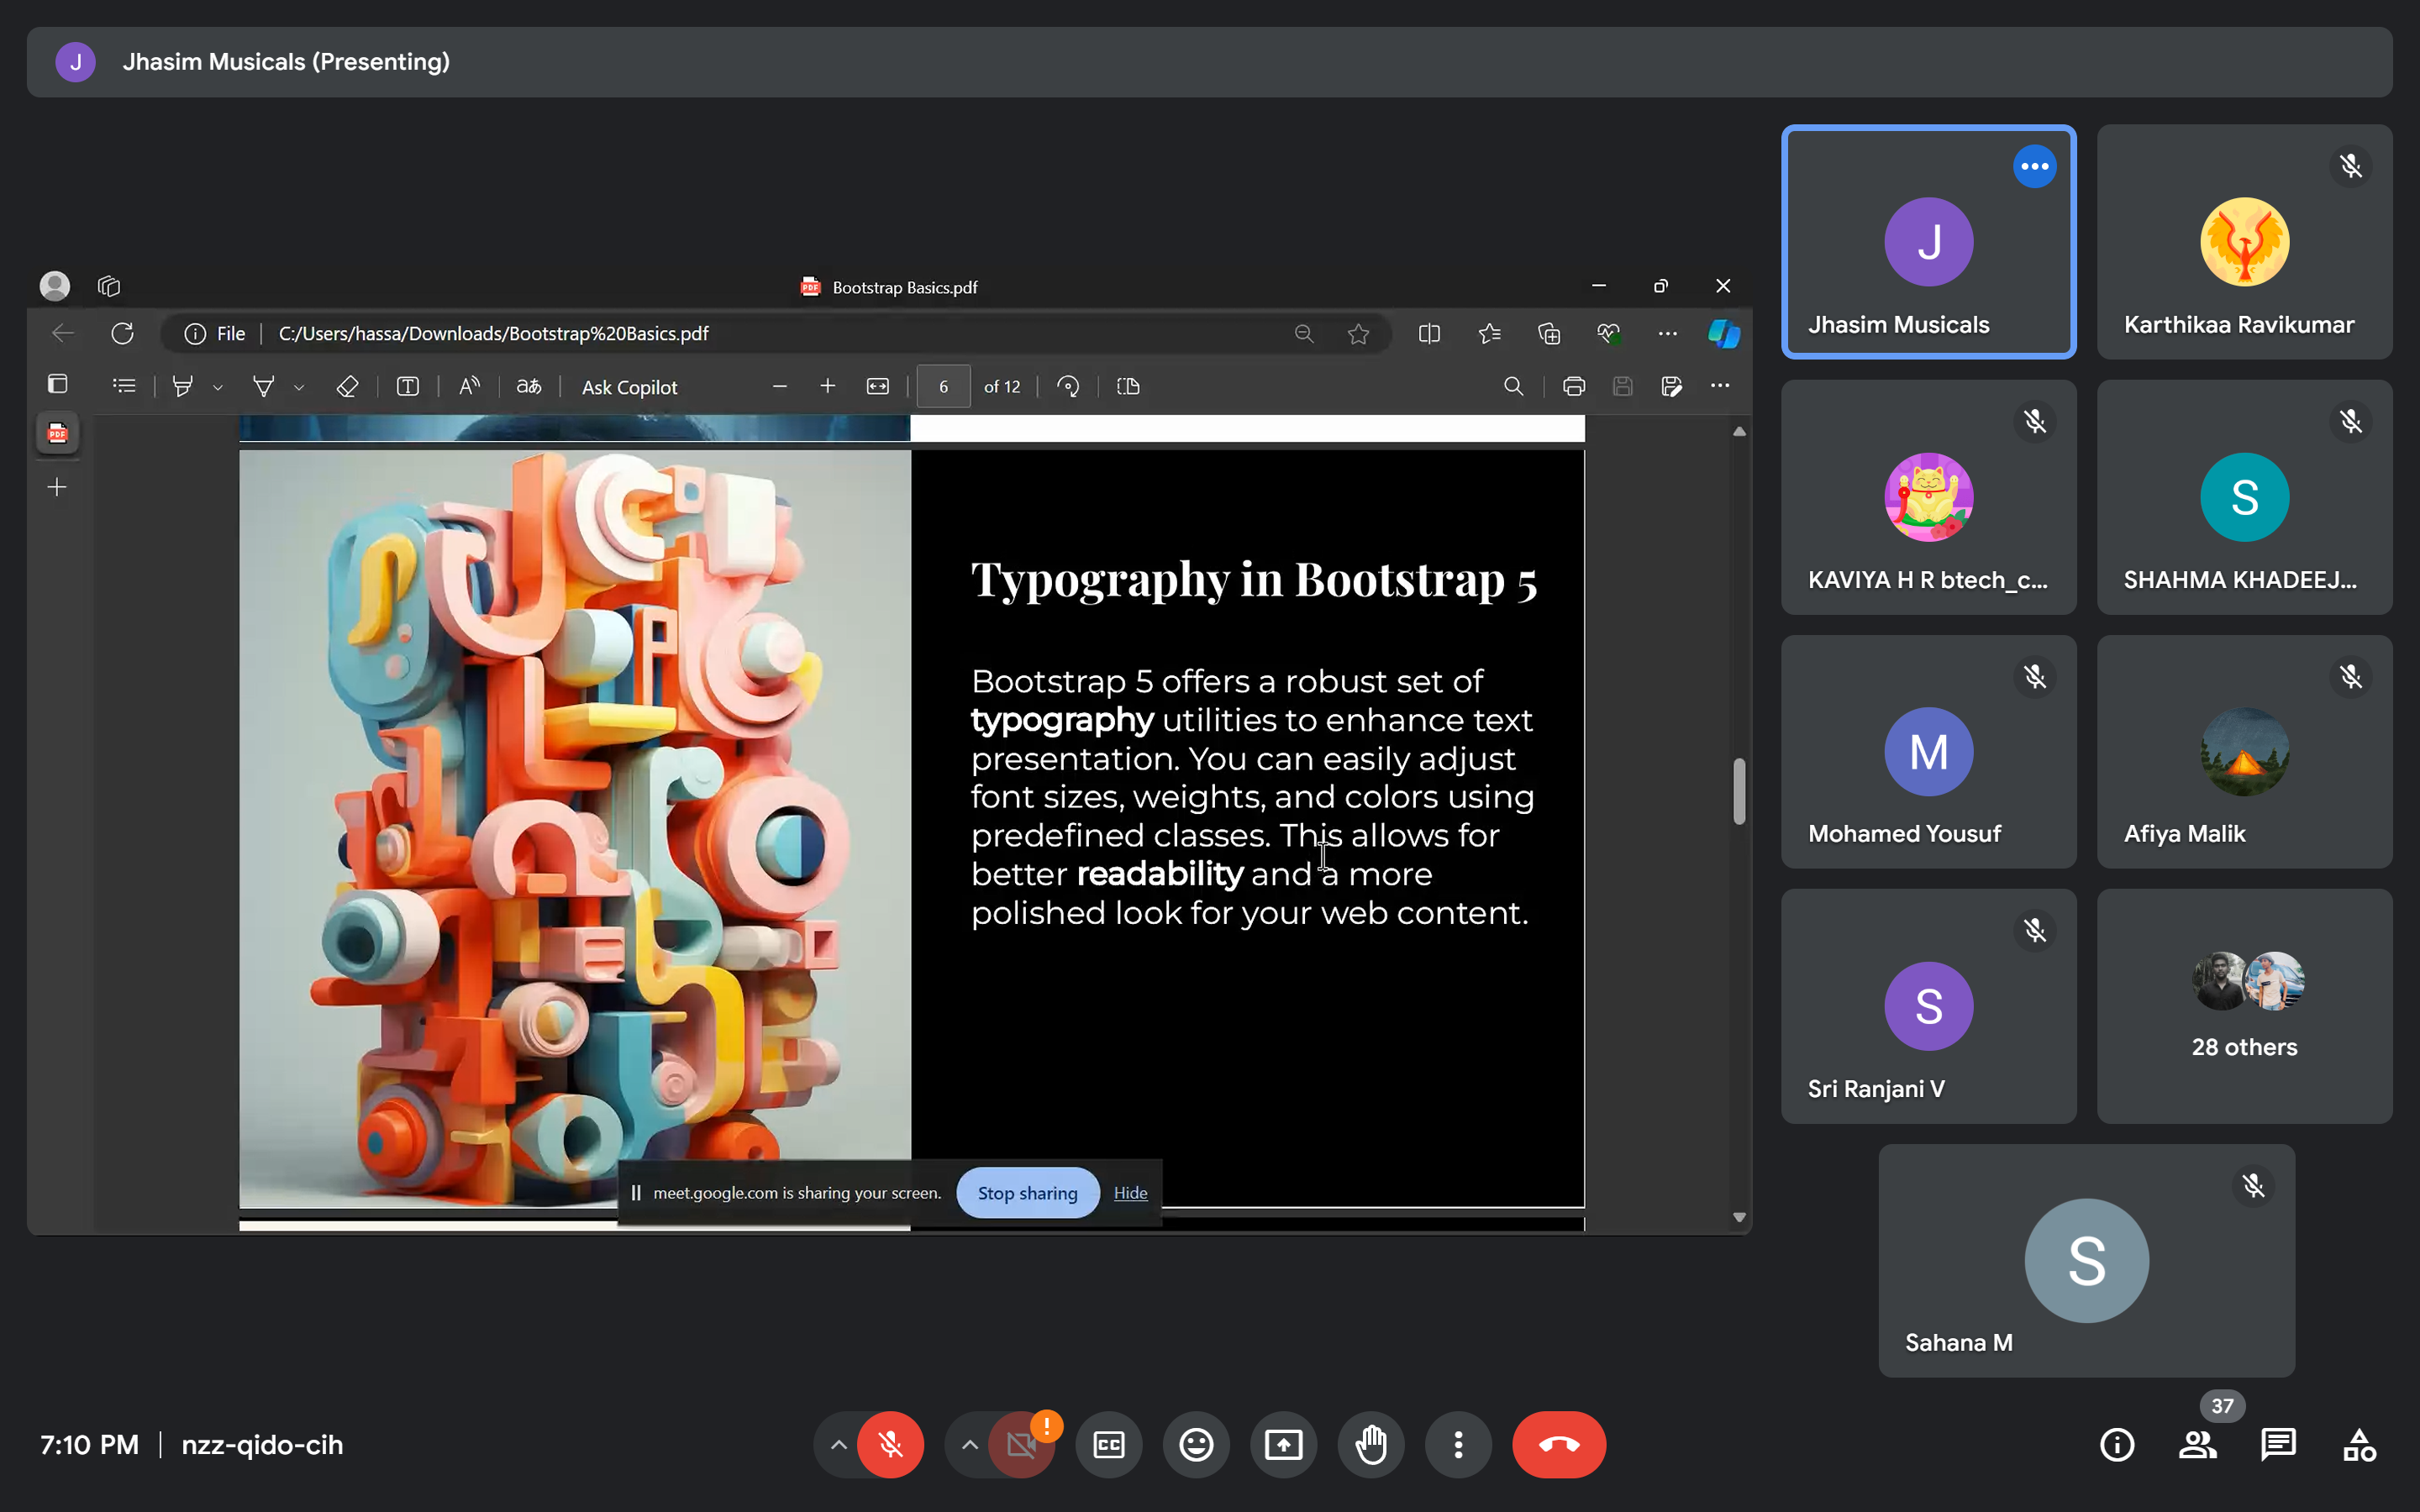 J
Jhasim Musicals (Presenting)
Bootstrap Basics.pdf
File
C:/Users/hassa/Downloads/Bootstrap%20Basics.pdf
Ask Copilot
6
of 12
Typography in Bootstrap 5
Bootstrap 5 offers a robust set of
typography utilities to enhance text
presentation. You can easily adjust
font sizes, weights, and colors using
predefined classes. This allows for
better readability and a more
polished look for your web content.
meet.google.com is sharing your screen.
Stop sharing
Hide
J
Jhasim Musicals
Karthikaa Ravikumar
KAVIYA H R btech_c...
S
SHAHMA KHADEEJ...
M
Mohamed Yousuf
Afiya Malik
S
Sri Ranjani V
28 others
S
Sahana M
7:10 PM
nzz-qido-cih
37